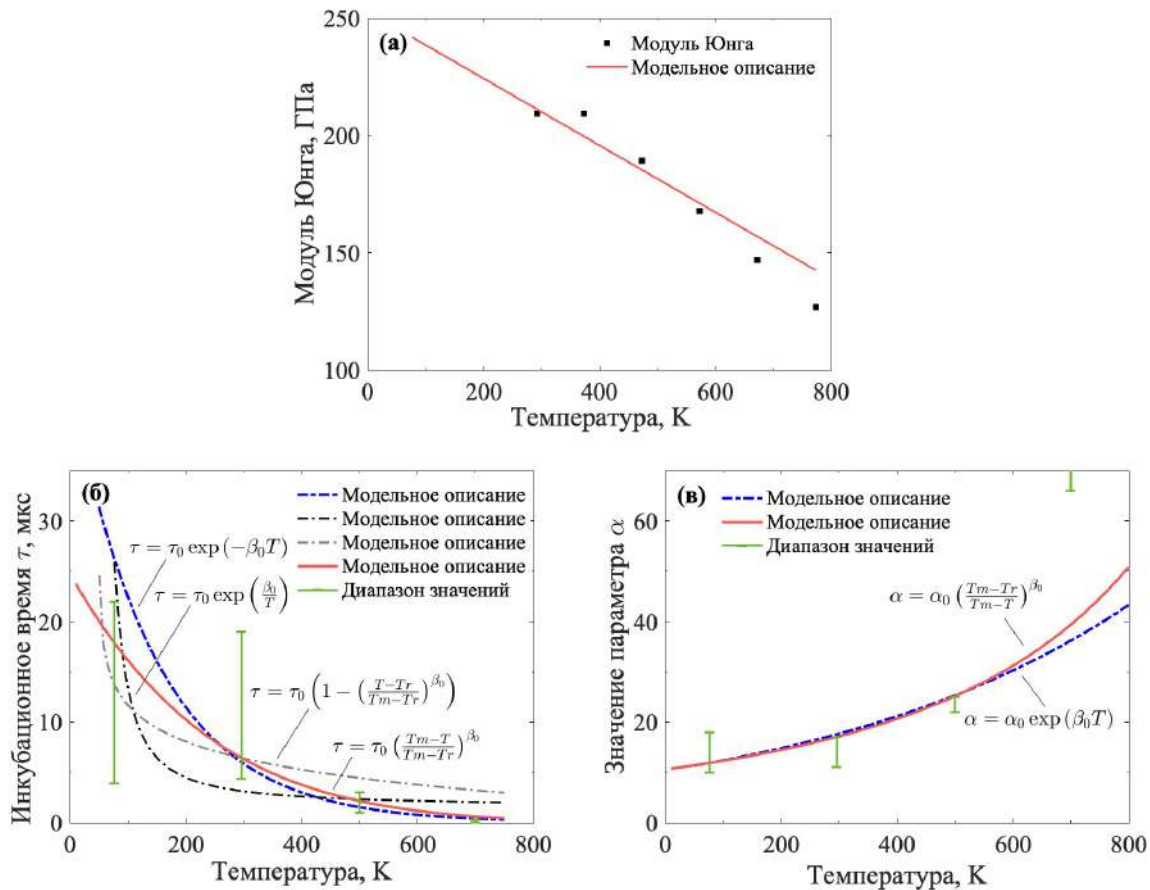 (а)
Модуль Юнга
Модельное описание
250
200
150
100
Модуль Юнга, ГПа
0 200 400 600 800
Температура, К
(б)
Модельное описание
Модельное описание
Модельное описание
Модельное описание
Диапазон значений
30
20
10
0
Инкубационное время τ, мкс
τ = τ₀ exp (−β₀T)
τ = τ₀ exp (β₀/T)
τ = τ₀ (1 − ((T−Tr)/(Tm−Tr))^β₀)
τ = τ₀ ((Tm−T)/(Tm−Tr))^β₀
0 200 400 600 800
Температура, К
(в)
Модельное описание
Модельное описание
Диапазон значений
60
40
20
0
Значение параметра α
α = α₀ ((Tm−Tr)/(Tm−T))^β₀
α = α₀ exp (β₀T)
0 200 400 600 800
Температура, К